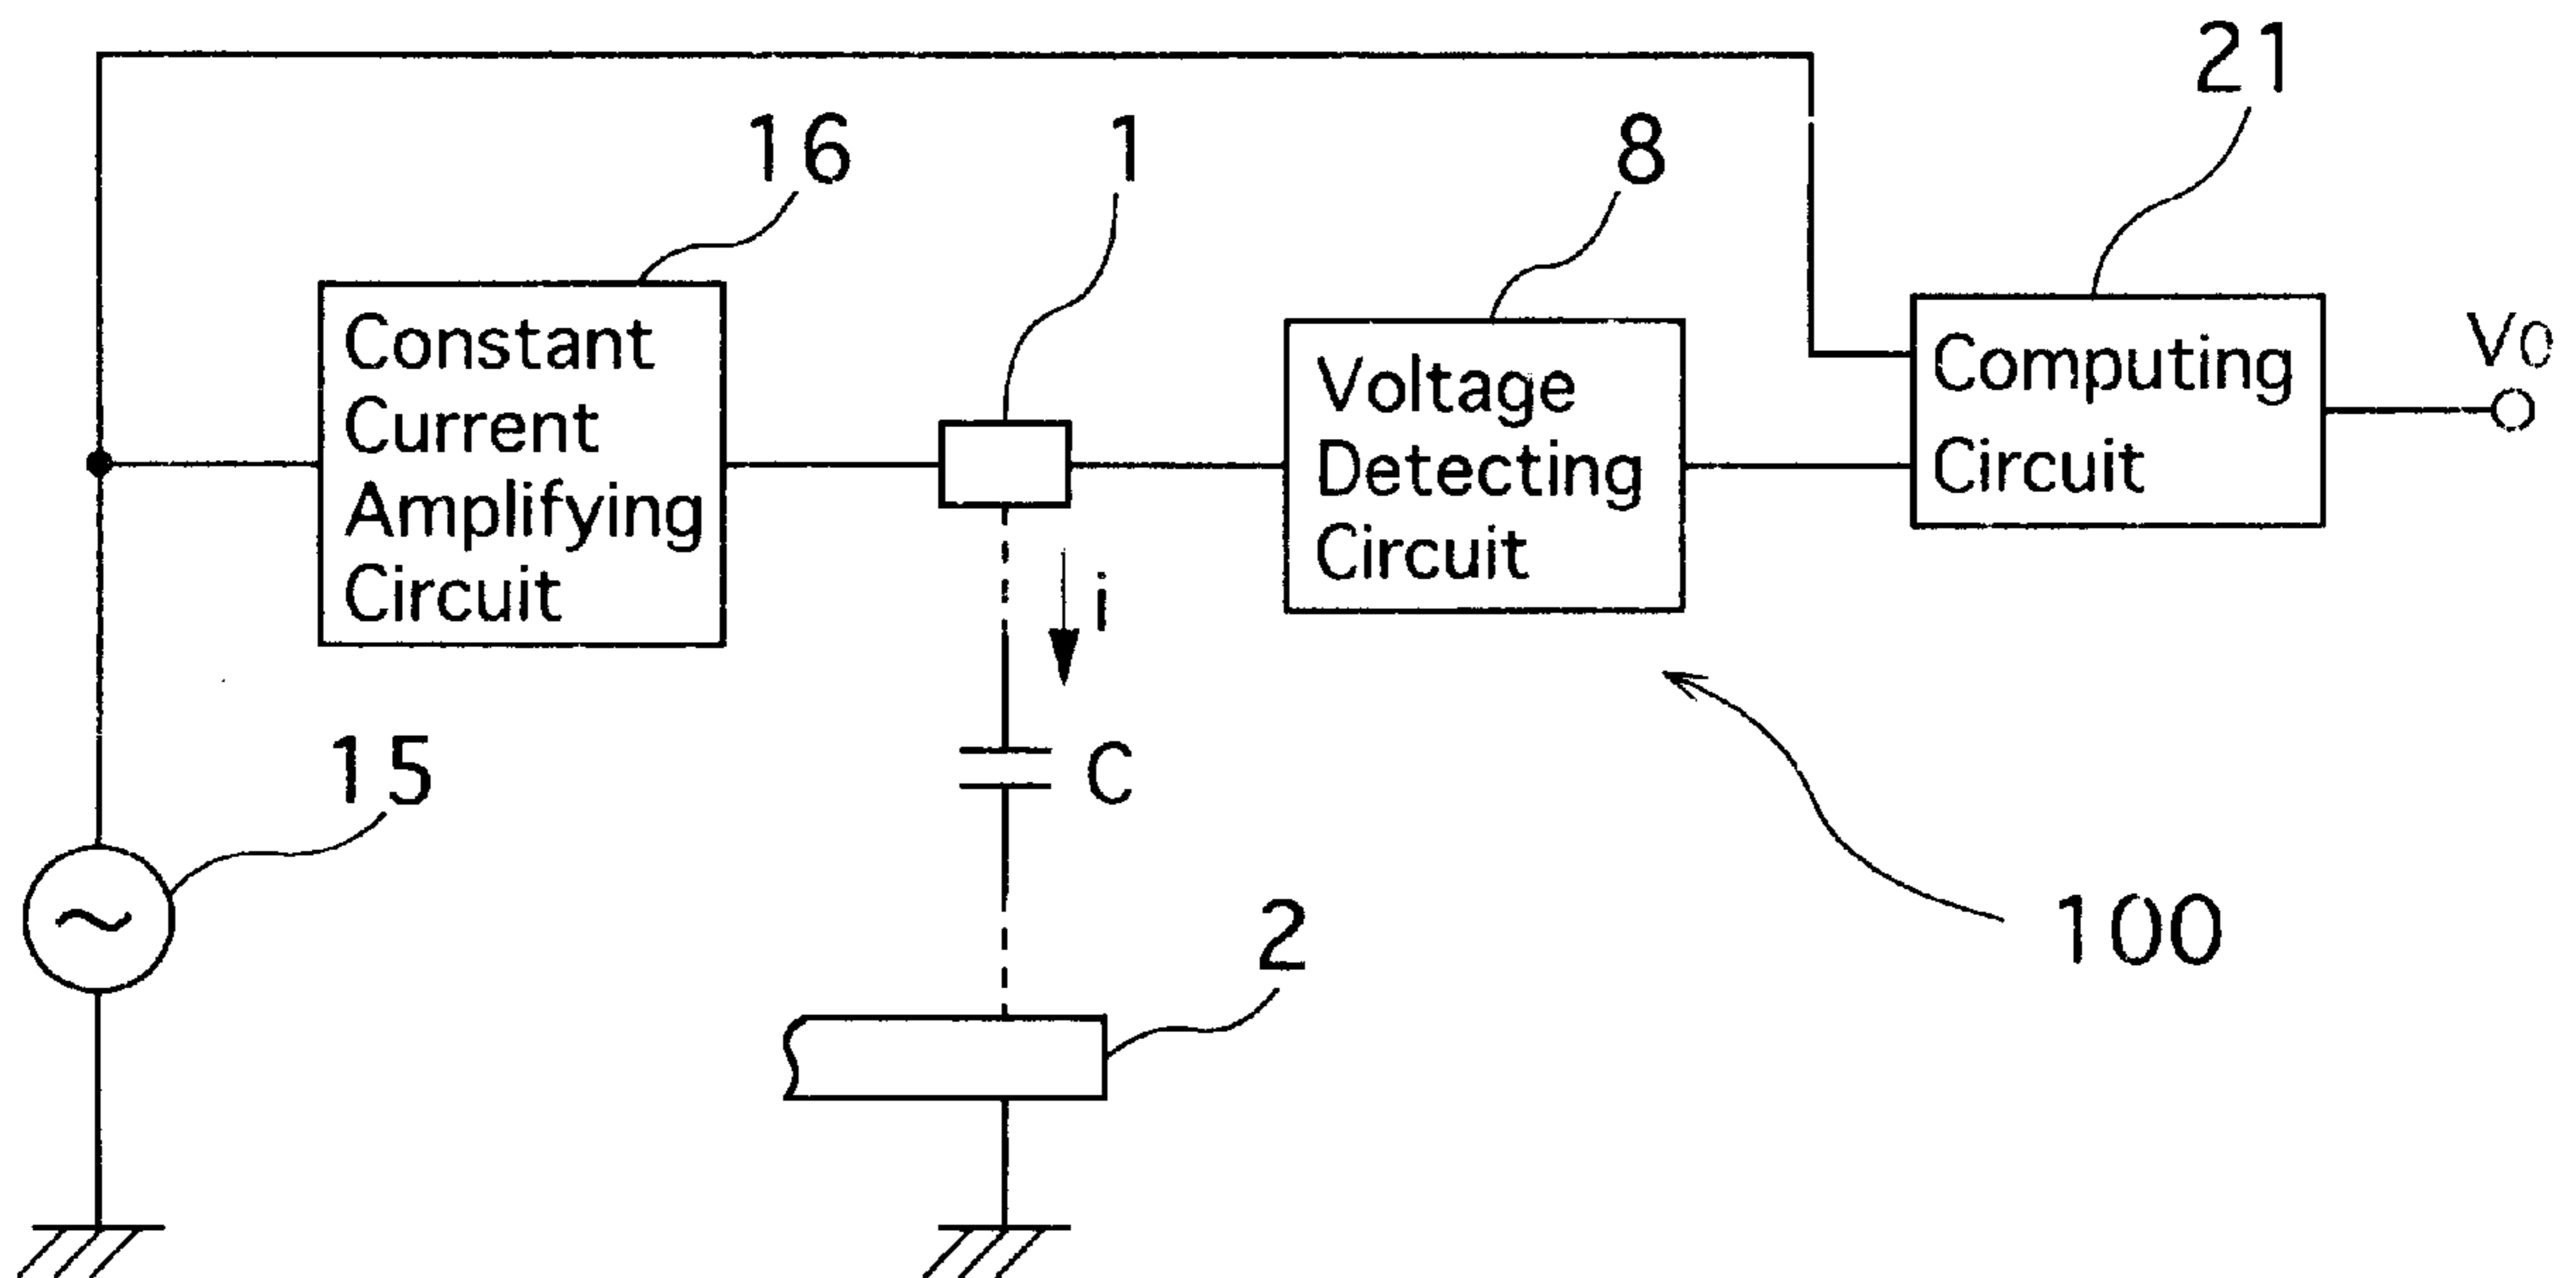 21
16
1
8
Constant
Current
Amplifying
Circuit
Voltage
Detecting
Circuit
Computing
Circuit
V0
i
15
C
2
100